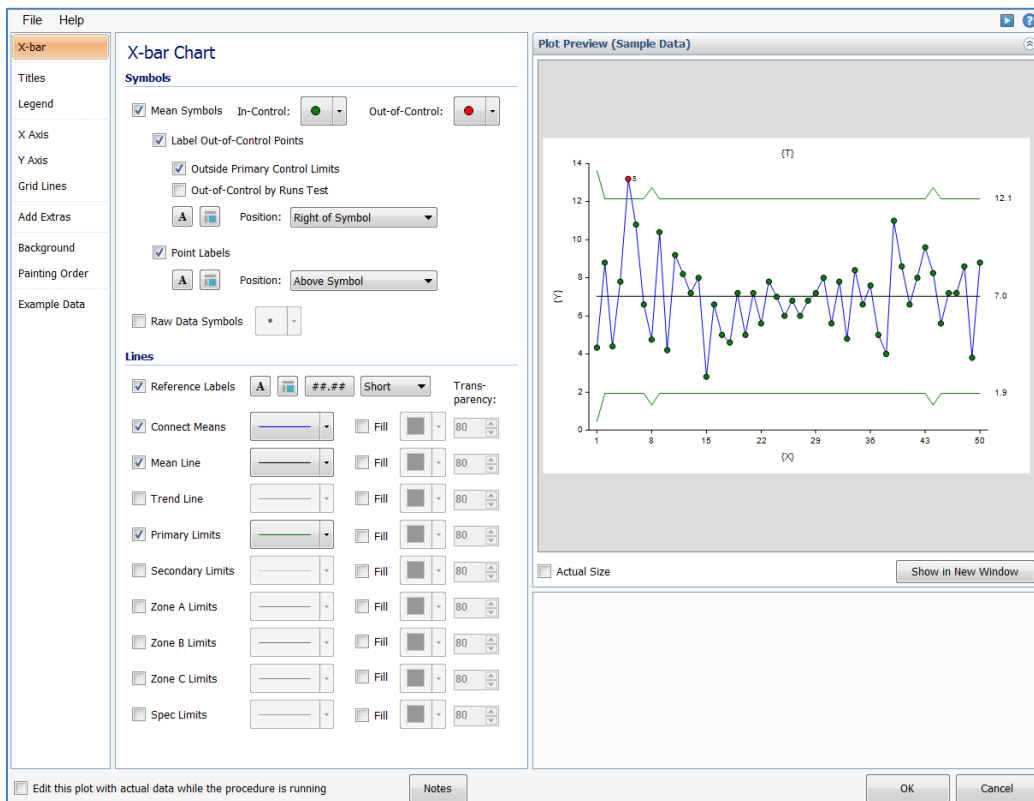 File Help
X-bar
Titles
Legend
X Axis
Y Axis
Grid Lines
Add Extras
Background
Painting Order
Example Data
X-bar Chart
Symbols
Mean Symbols In-Control: Out-of-Control:
Label Out-of-Control Points
Outside Primary Control Limits
Out-of-Control by Runs Test
A Position: Right of Symbol
Point Labels
A Position: Above Symbol
Raw Data Symbols
Lines
Reference Labels A ##.## Short Trans-
parency:
Connect Means Fill 80
Mean Line Fill 80
Trend Line Fill 80
Primary Limits Fill 80
Secondary Limits Fill 80
Zone A Limits Fill 80
Zone B Limits Fill 80
Zone C Limits Fill 80
Spec Limits Fill 80
Plot Preview (Sample Data)
{T}
14
12
10
8
6
4
2
0
{Y}
5
12.1
7.0
1.9
1 8 15 22 29 36 43 50
{X}
Actual Size Show in New Window
Edit this plot with actual data while the procedure is running Notes OK Cancel